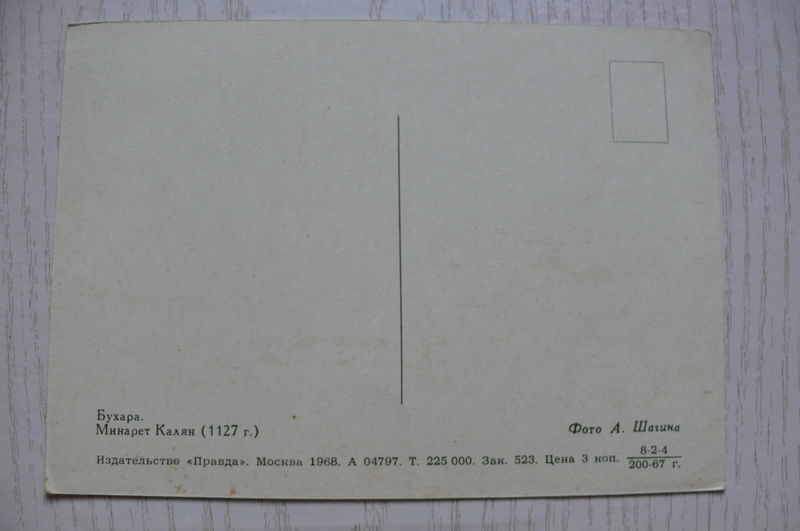 Бухара.
Минарет Калян (1127 г.)
Фото А. Шагина
Издательство «Правда». Москва 1968. А 04797. Т. 225 000. Зак. 523. Цена 3 коп. 8-2-4
200-67 г.